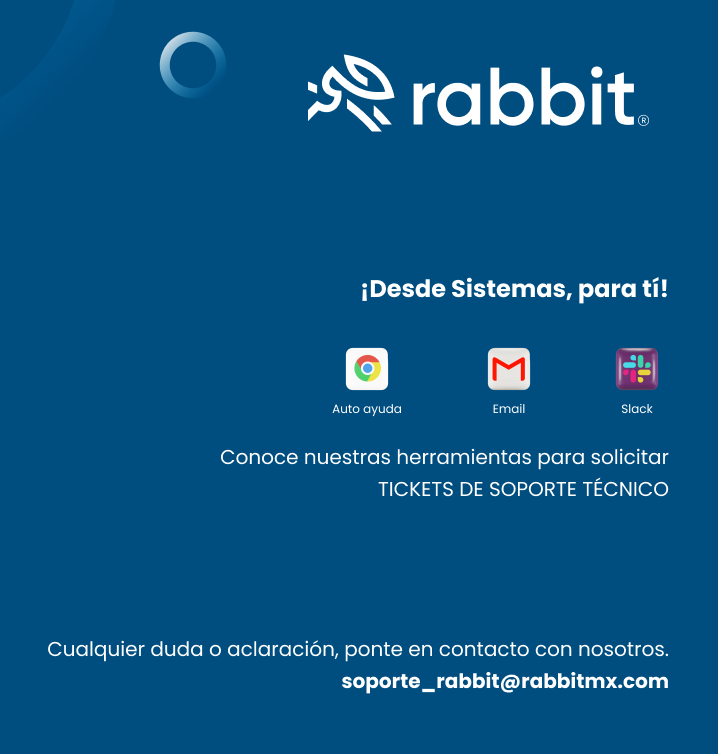 rabbit®
¡Desde Sistemas, para tí!
Auto ayuda
Email
Slack
Conoce nuestras herramientas para solicitar
TICKETS DE SOPORTE TÉCNICO
Cualquier duda o aclaración, ponte en contacto con nosotros.
soporte_rabbit@rabbitmx.com